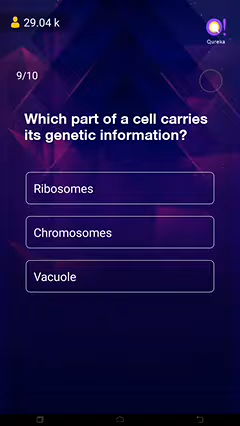 29.04 k
Qureka
9/10
Which part of a cell carries
its genetic information?
Ribosomes
Chromosomes
Vacuole